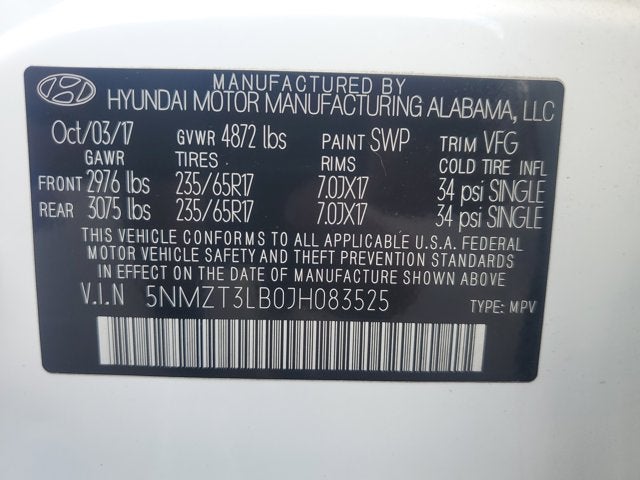 MANUFACTURED BY
HYUNDAI MOTOR MANUFACTURING ALABAMA, LLC
Oct/03/17 GVWR 4872 lbs PAINT SWP TRIM VFG
GAWR TIRES RIMS COLD TIRE INFL
FRONT 2976 lbs 235/65R17 7.0JX17 34 psi SINGLE
REAR 3075 lbs 235/65R17 7.0JX17 34 psi SINGLE
THIS VEHICLE CONFORMS TO ALL APPLICABLE U.S.A. FEDERAL
MOTOR VEHICLE SAFETY AND THEFT PREVENTION STANDARDS
IN EFFECT ON THE DATE OF MANUFACTURE SHOWN ABOVE
V.I.N 5NMZT3LB0JH083525 TYPE: MPV